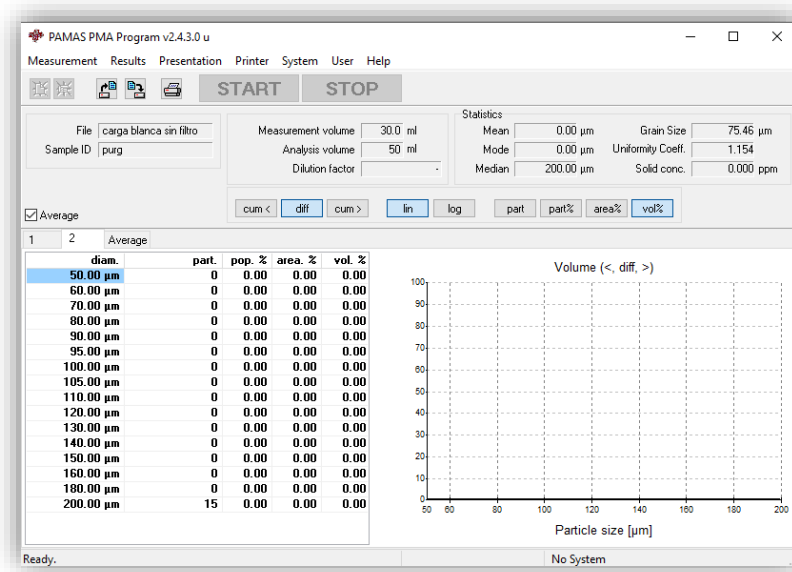 PAMAS PMA Program v2.4.3.0 u
Measurement Results Presentation Printer System User Help
START STOP
File carga blanca sin filtro
Sample ID purg
Measurement volume 30.0 ml
Analysis volume 50 ml
Dilution factor -
Statistics
Mean 0.00 µm Grain Size 75.46 µm
Mode 0.00 µm Uniformity Coeff. 1.154
Median 200.00 µm Solid conc. 0.000 ppm
Average
cum < diff cum > lin log part part% area% vol%
1 2 Average
diam. part. pop. % area. % vol. %
50.00 µm 0 0.00 0.00 0.00
60.00 µm 0 0.00 0.00 0.00
70.00 µm 0 0.00 0.00 0.00
80.00 µm 0 0.00 0.00 0.00
90.00 µm 0 0.00 0.00 0.00
95.00 µm 0 0.00 0.00 0.00
100.00 µm 0 0.00 0.00 0.00
105.00 µm 0 0.00 0.00 0.00
110.00 µm 0 0.00 0.00 0.00
120.00 µm 0 0.00 0.00 0.00
130.00 µm 0 0.00 0.00 0.00
140.00 µm 0 0.00 0.00 0.00
150.00 µm 0 0.00 0.00 0.00
160.00 µm 0 0.00 0.00 0.00
180.00 µm 0 0.00 0.00 0.00
200.00 µm 15 0.00 0.00 0.00
Volume (<, diff, >)
100
90
80
70
60
50
40
30
20
10
0
50 60 80 100 120 140 160 180 200
Particle size [µm]
Ready. No System